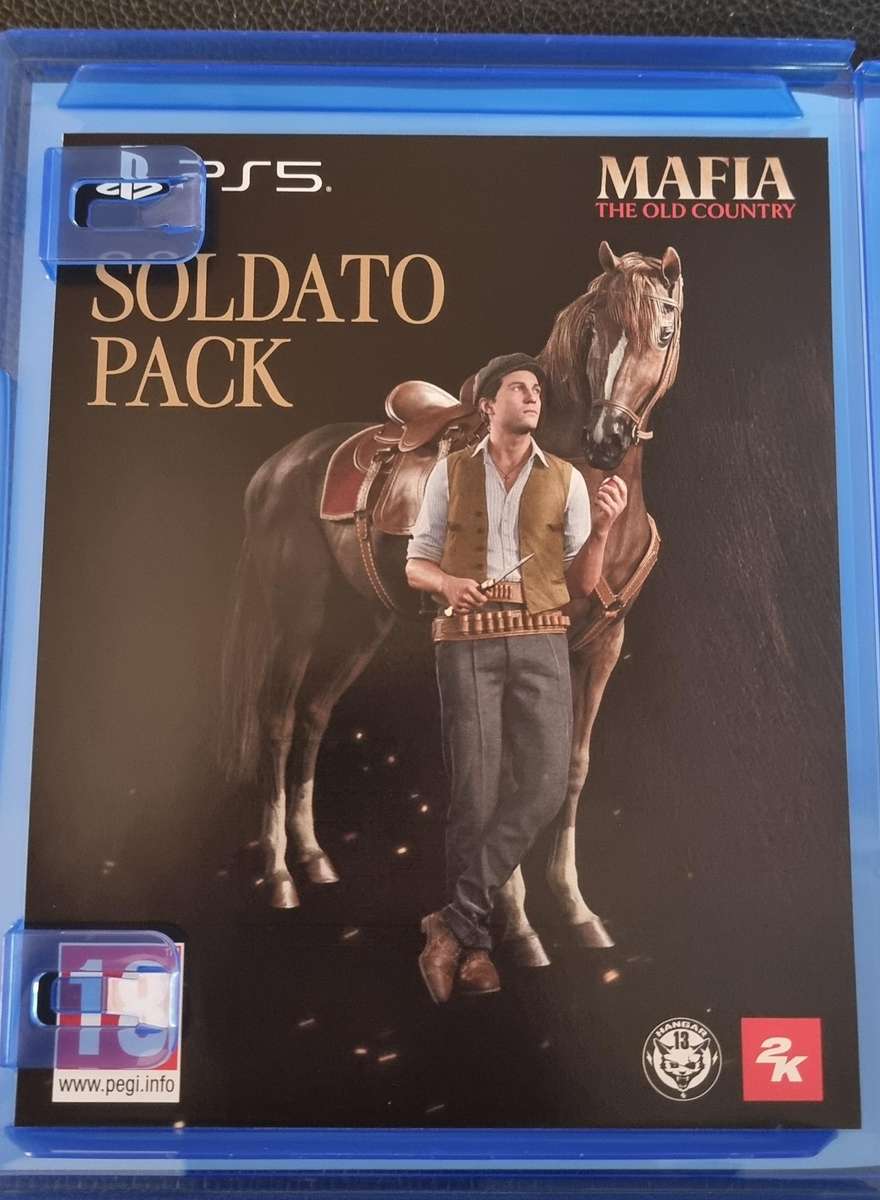 PS5.
MAFIA
THE OLD COUNTRY
SOLDATO
PACK
18
www.pegi.info
HANGAR
13
2K